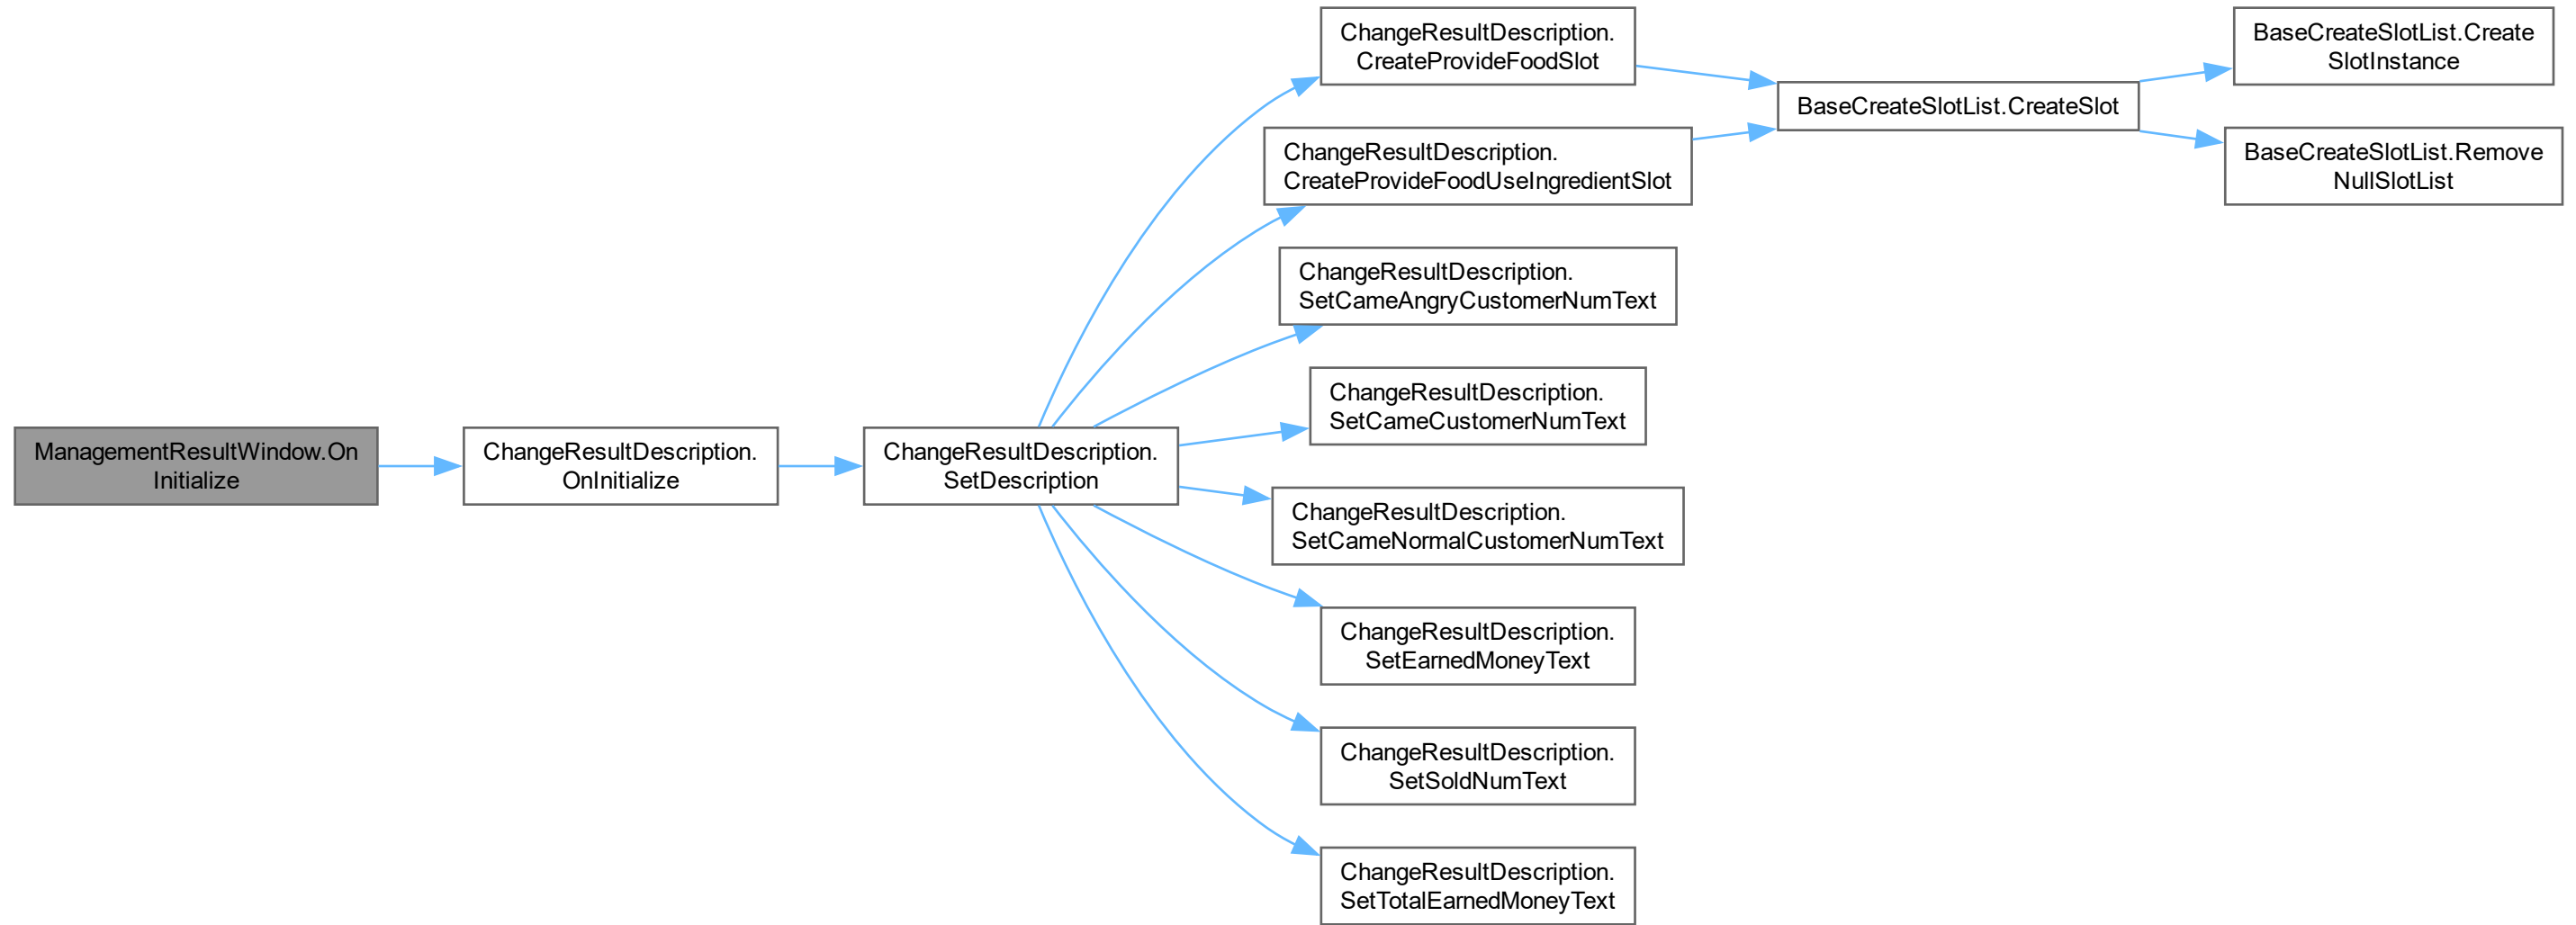 ManagementResultWindow.On
Initialize
ChangeResultDescription.
OnInitialize
ChangeResultDescription.
SetDescription
ChangeResultDescription.
CreateProvideFoodSlot
ChangeResultDescription.
CreateProvideFoodUseIngredientSlot
ChangeResultDescription.
SetCameAngryCustomerNumText
ChangeResultDescription.
SetCameCustomerNumText
ChangeResultDescription.
SetCameNormalCustomerNumText
ChangeResultDescription.
SetEarnedMoneyText
ChangeResultDescription.
SetSoldNumText
ChangeResultDescription.
SetTotalEarnedMoneyText
BaseCreateSlotList.CreateSlot
BaseCreateSlotList.Create
SlotInstance
BaseCreateSlotList.Remove
NullSlotList